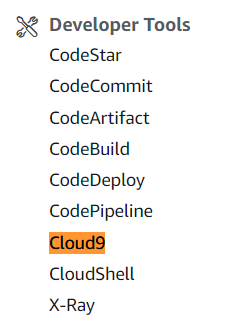 Developer Tools
CodeStar
CodeCommit
CodeArtifact
CodeBuild
CodeDeploy
CodePipeline
Cloud9
CloudShell
X-Ray